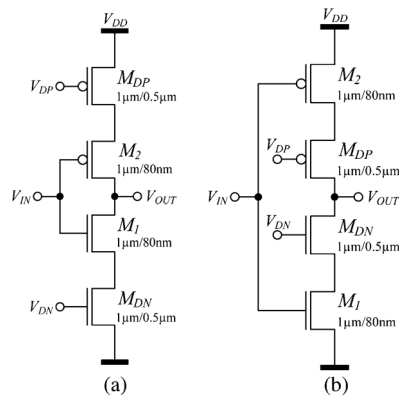 V_DD
V_DP
M_DP
1μm/0.5μm
M_2
1μm/80nm
V_IN
V_OUT
M_1
1μm/80nm
V_DN
M_DN
1μm/0.5μm
(a)
V_DD
M_2
1μm/80nm
V_DP
M_DP
1μm/0.5μm
V_IN
V_OUT
V_DN
M_DN
1μm/0.5μm
M_1
1μm/80nm
(b)